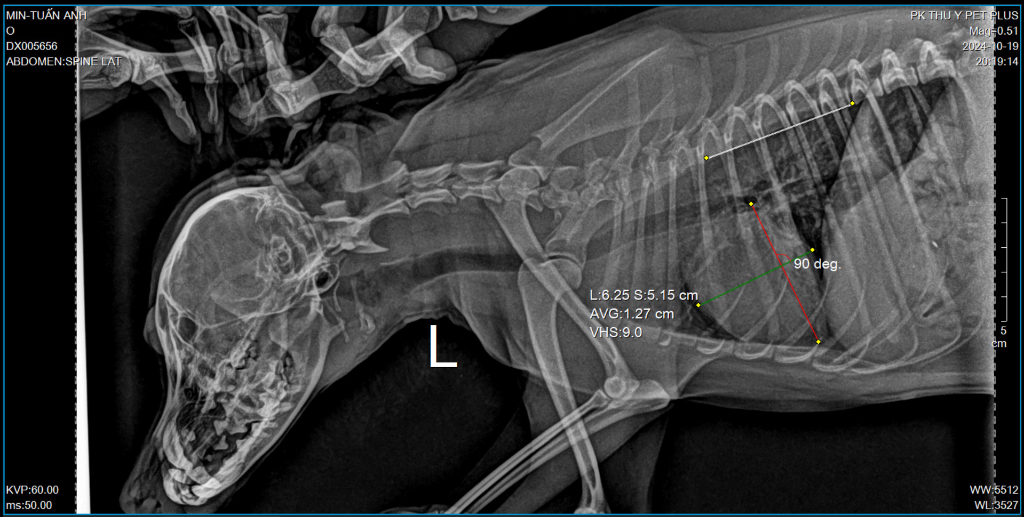 MIN-TUẤN ANH
O
DX005656
ABDOMEN:SPINE LAT
PK THU Y PET PLUS
Mag=0.51
2024-10-19
20:19:14
90 deg.
L:6.25 S:5.15 cm
AVG:1.27 cm
VHS:9.0
L
5
cm
KVP:60.00
ms:50.00
WW:5512
WL:3527